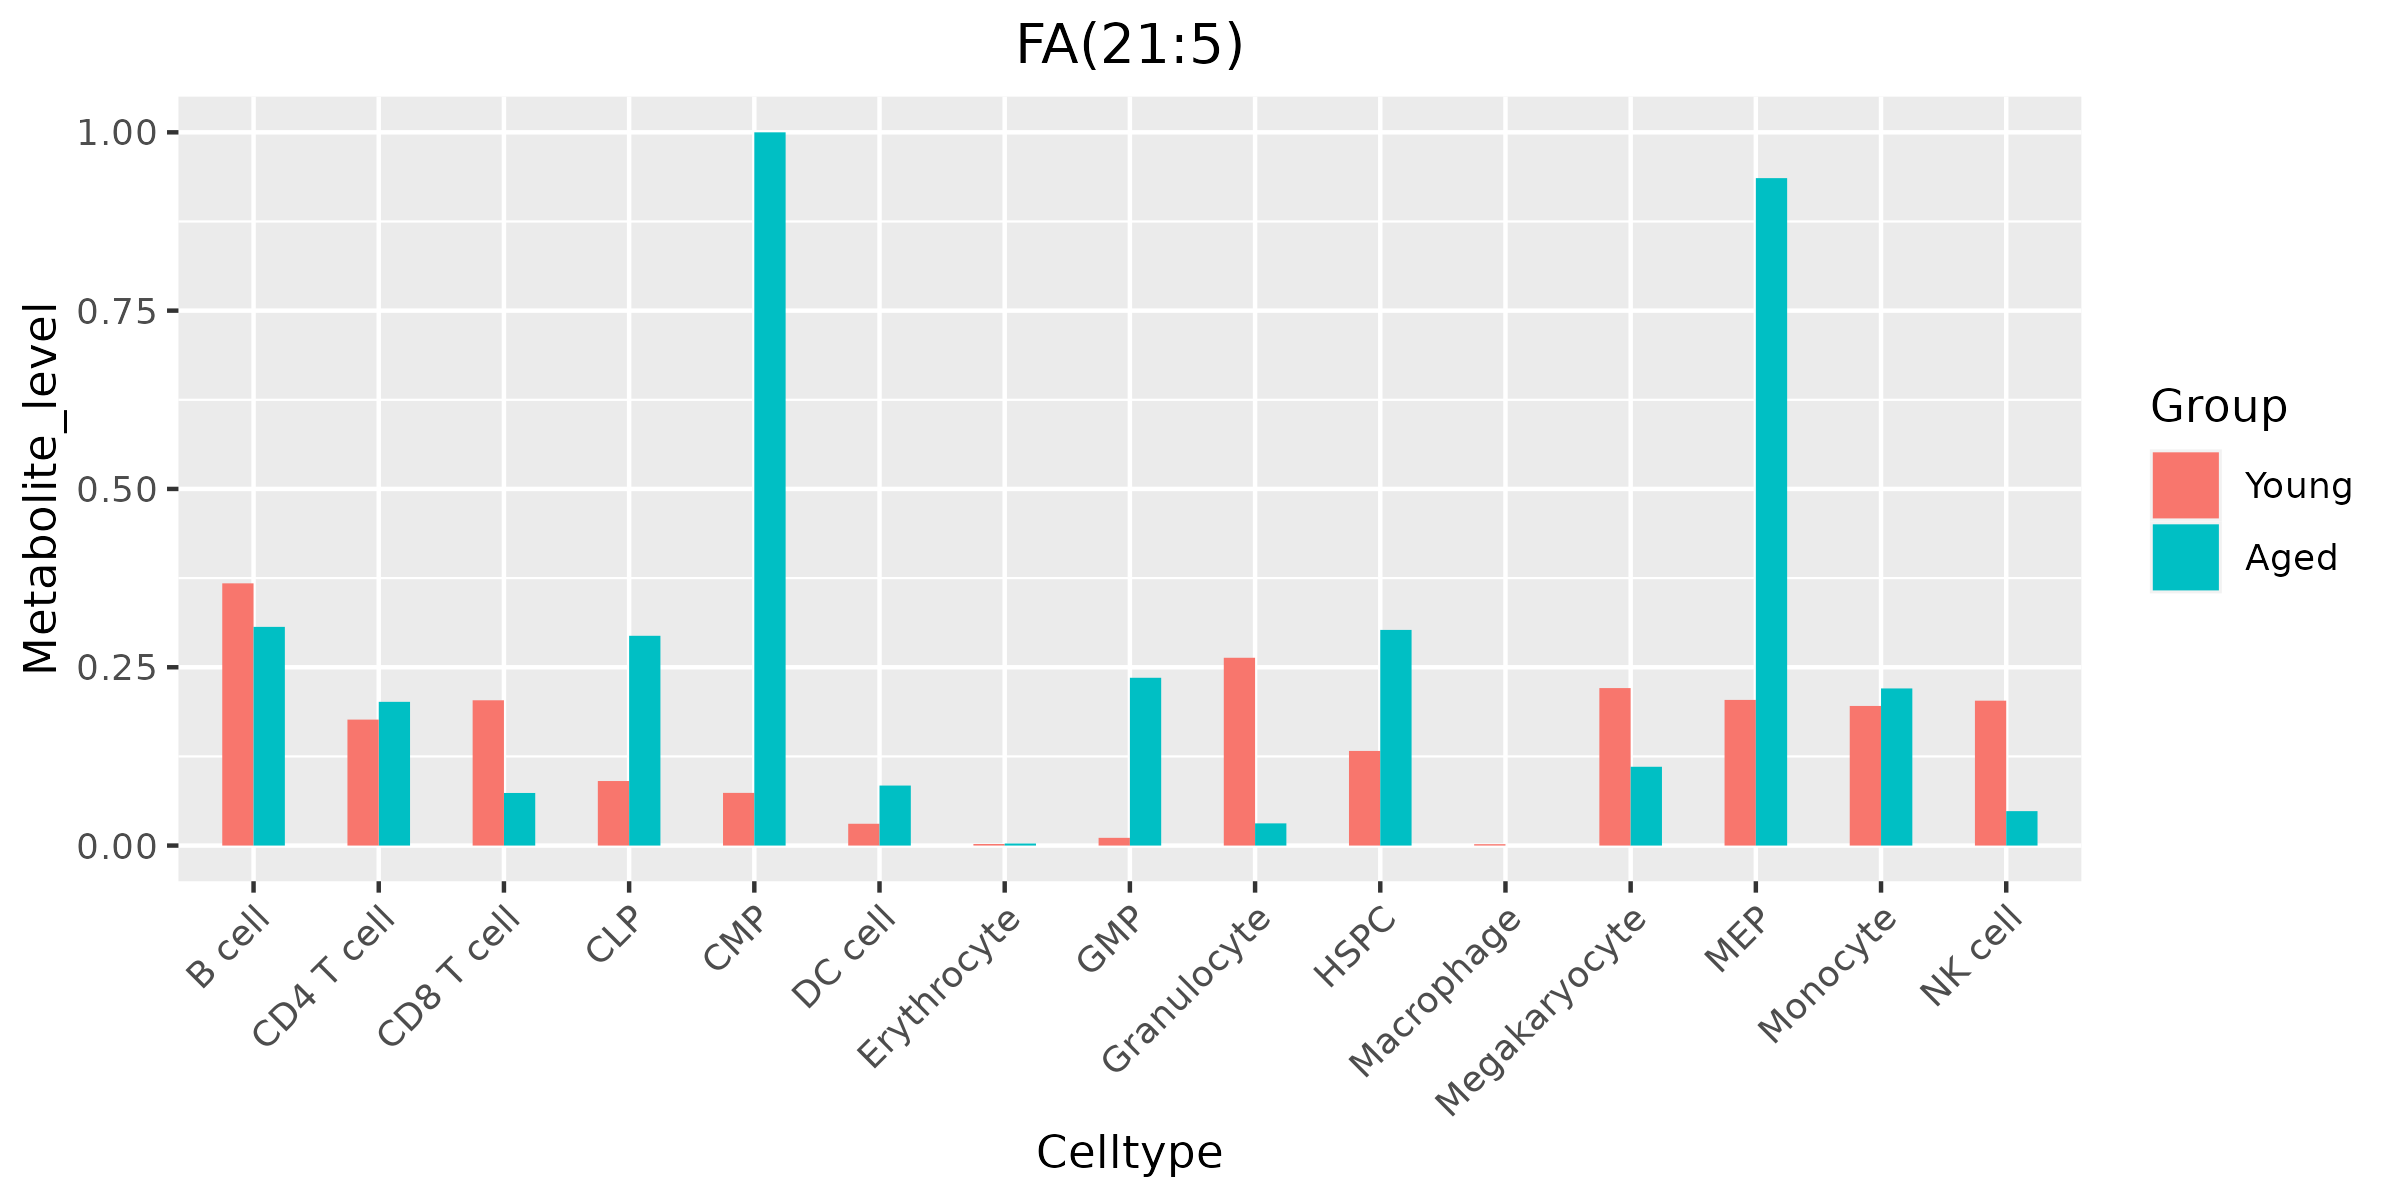 FA(21:5)
Metabolite_level
1.00
0.75
0.50
0.25
0.00
B cell
CD4 T cell
CD8 T cell
CLP
CMP
DC cell
Erythrocyte
GMP
Granulocyte
HSPC
Macrophage
Megakaryocyte
MEP
Monocyte
NK cell
Celltype
Group
Young
Aged